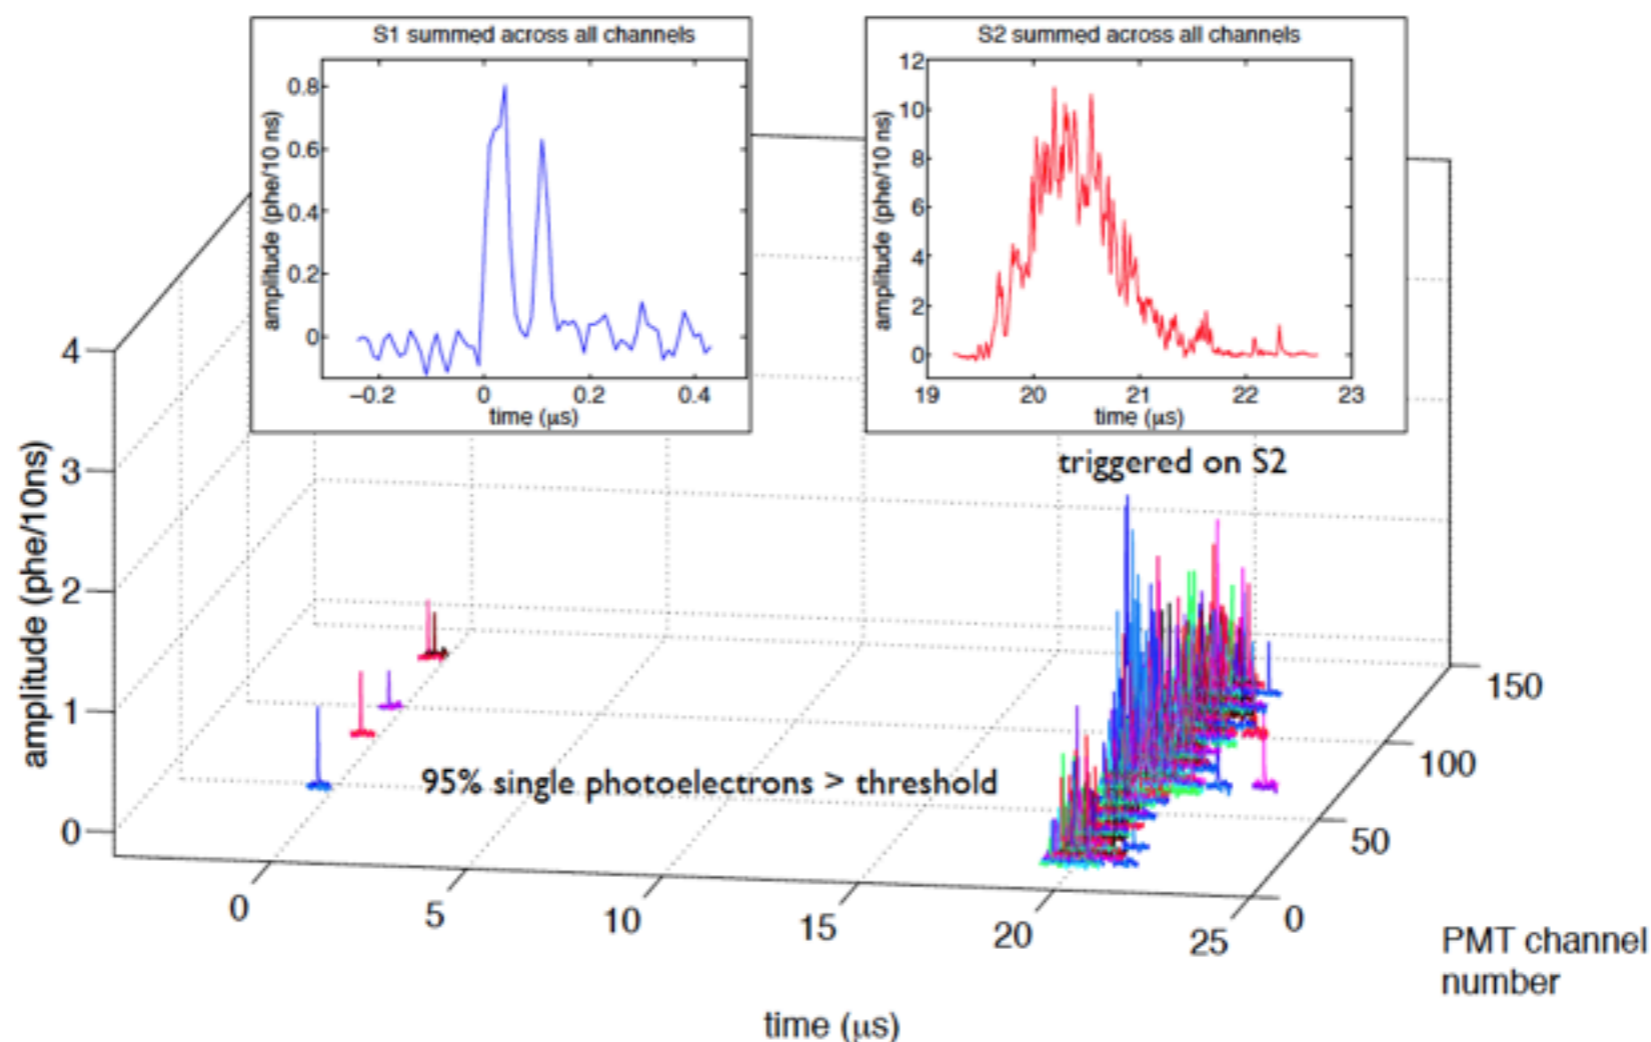 S1 summed across all channels
0.8
0.6
0.4
0.2
0
amplitude (phe/10 ns)
−0.2 0 0.2 0.4
time (μs)
S2 summed across all channels
12
10
8
6
4
2
0
amplitude (phe/10 ns)
19 20 21 22 23
time (μs)
triggered on S2
4
3
2
1
0
amplitude (phe/10ns)
95% single photoelectrons > threshold
150
100
50
0
0 5 10 15 20 25
PMT channel
number
time (μs)